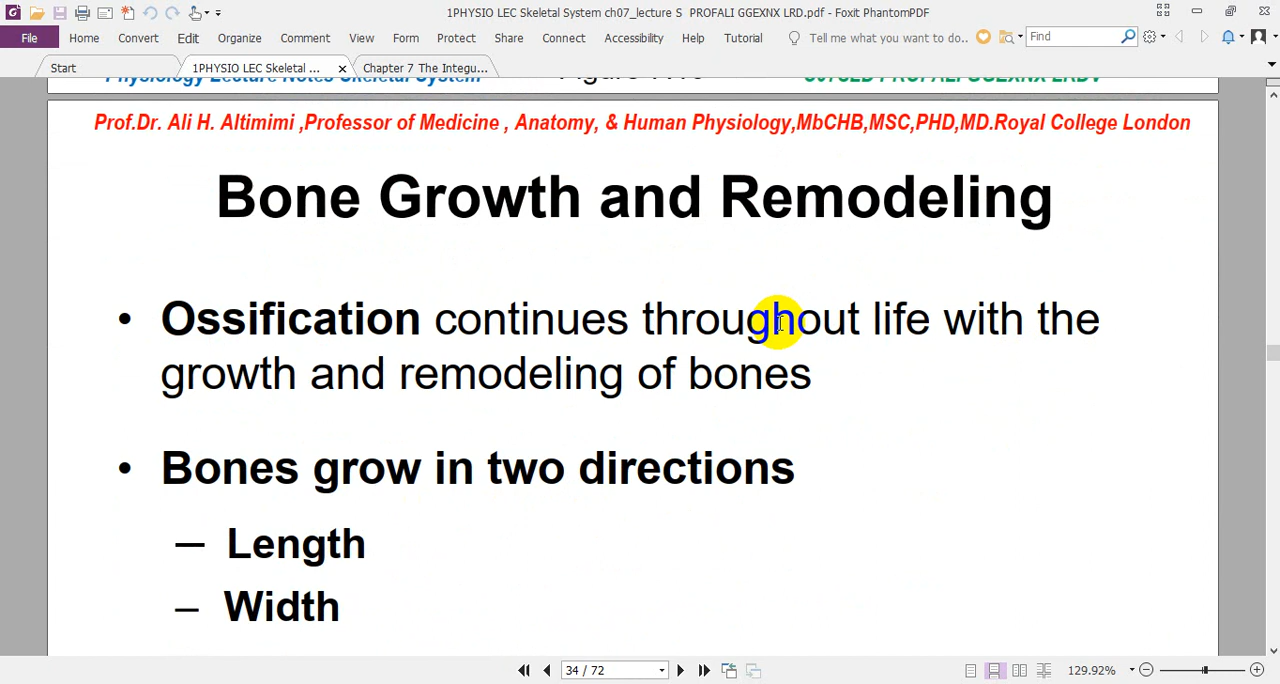 1PHYSIO LEC Skeletal System ch07_lecture S PROFALI GGEXNX LRD.pdf - Foxit PhantomPDF
File Home Convert Edit Organize Comment View Form Protect Share Connect Accessibility Help Tutorial Tell me what you want to do.. Find
Start 1PHYSIO LEC Skeletal ... Chapter 7 The Integu...
Physiology Lecture Notes Skeletal System
Prof.Dr. Ali H. Altimimi ,Professor of Medicine , Anatomy, & Human Physiology,MbCHB,MSC,PHD,MD.Royal College London
Bone Growth and Remodeling
• Ossification continues throughout life with the
growth and remodeling of bones
• Bones grow in two directions
– Length
– Width
34 / 72 129.92%